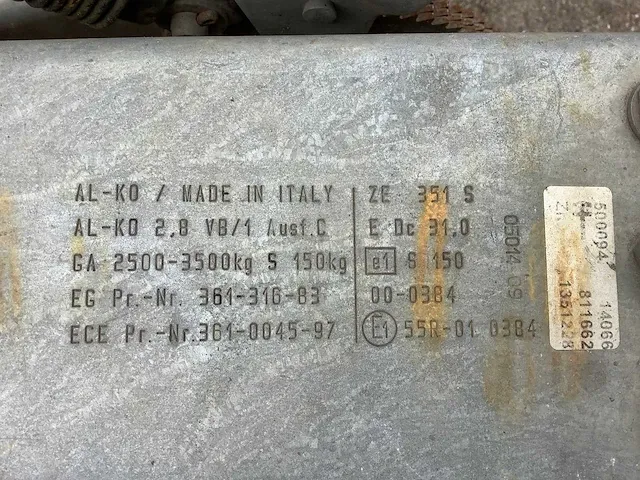 AL-KO / MADE IN ITALY
AL-KO 2,8 VB/1 Ausf.C
GA 2500-3500kg S 150kg
EG Pr.-Nr. 361-316-83
ECE Pr.-Nr.361-0045-97
ZE 351 S
E Dc 31.0
e1 S 150
00-0384
E1 55R-01 0384
05014 09
14066
811662
1351228